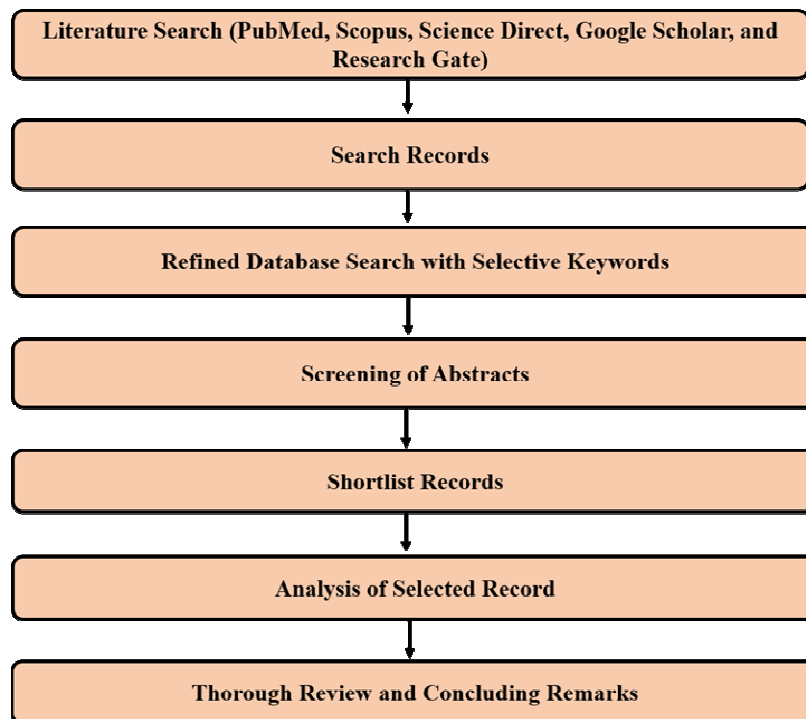 Literature Search (PubMed, Scopus, Science Direct, Google Scholar, and
Research Gate)
Search Records
Refined Database Search with Selective Keywords
Screening of Abstracts
Shortlist Records
Analysis of Selected Record
Thorough Review and Concluding Remarks